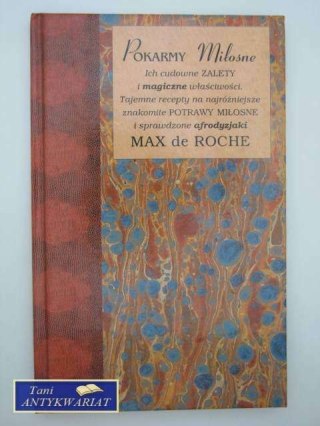 POKARMY Miłosne
Ich cudowne ZALETY
i magiczne właściwości.
Tajemne recepty na najróżniejsze
znakomite POTRAWY MIŁOSNE
i sprawdzone afrodyzjaki
MAX de ROCHE
Tani
ANTYKWARIAT